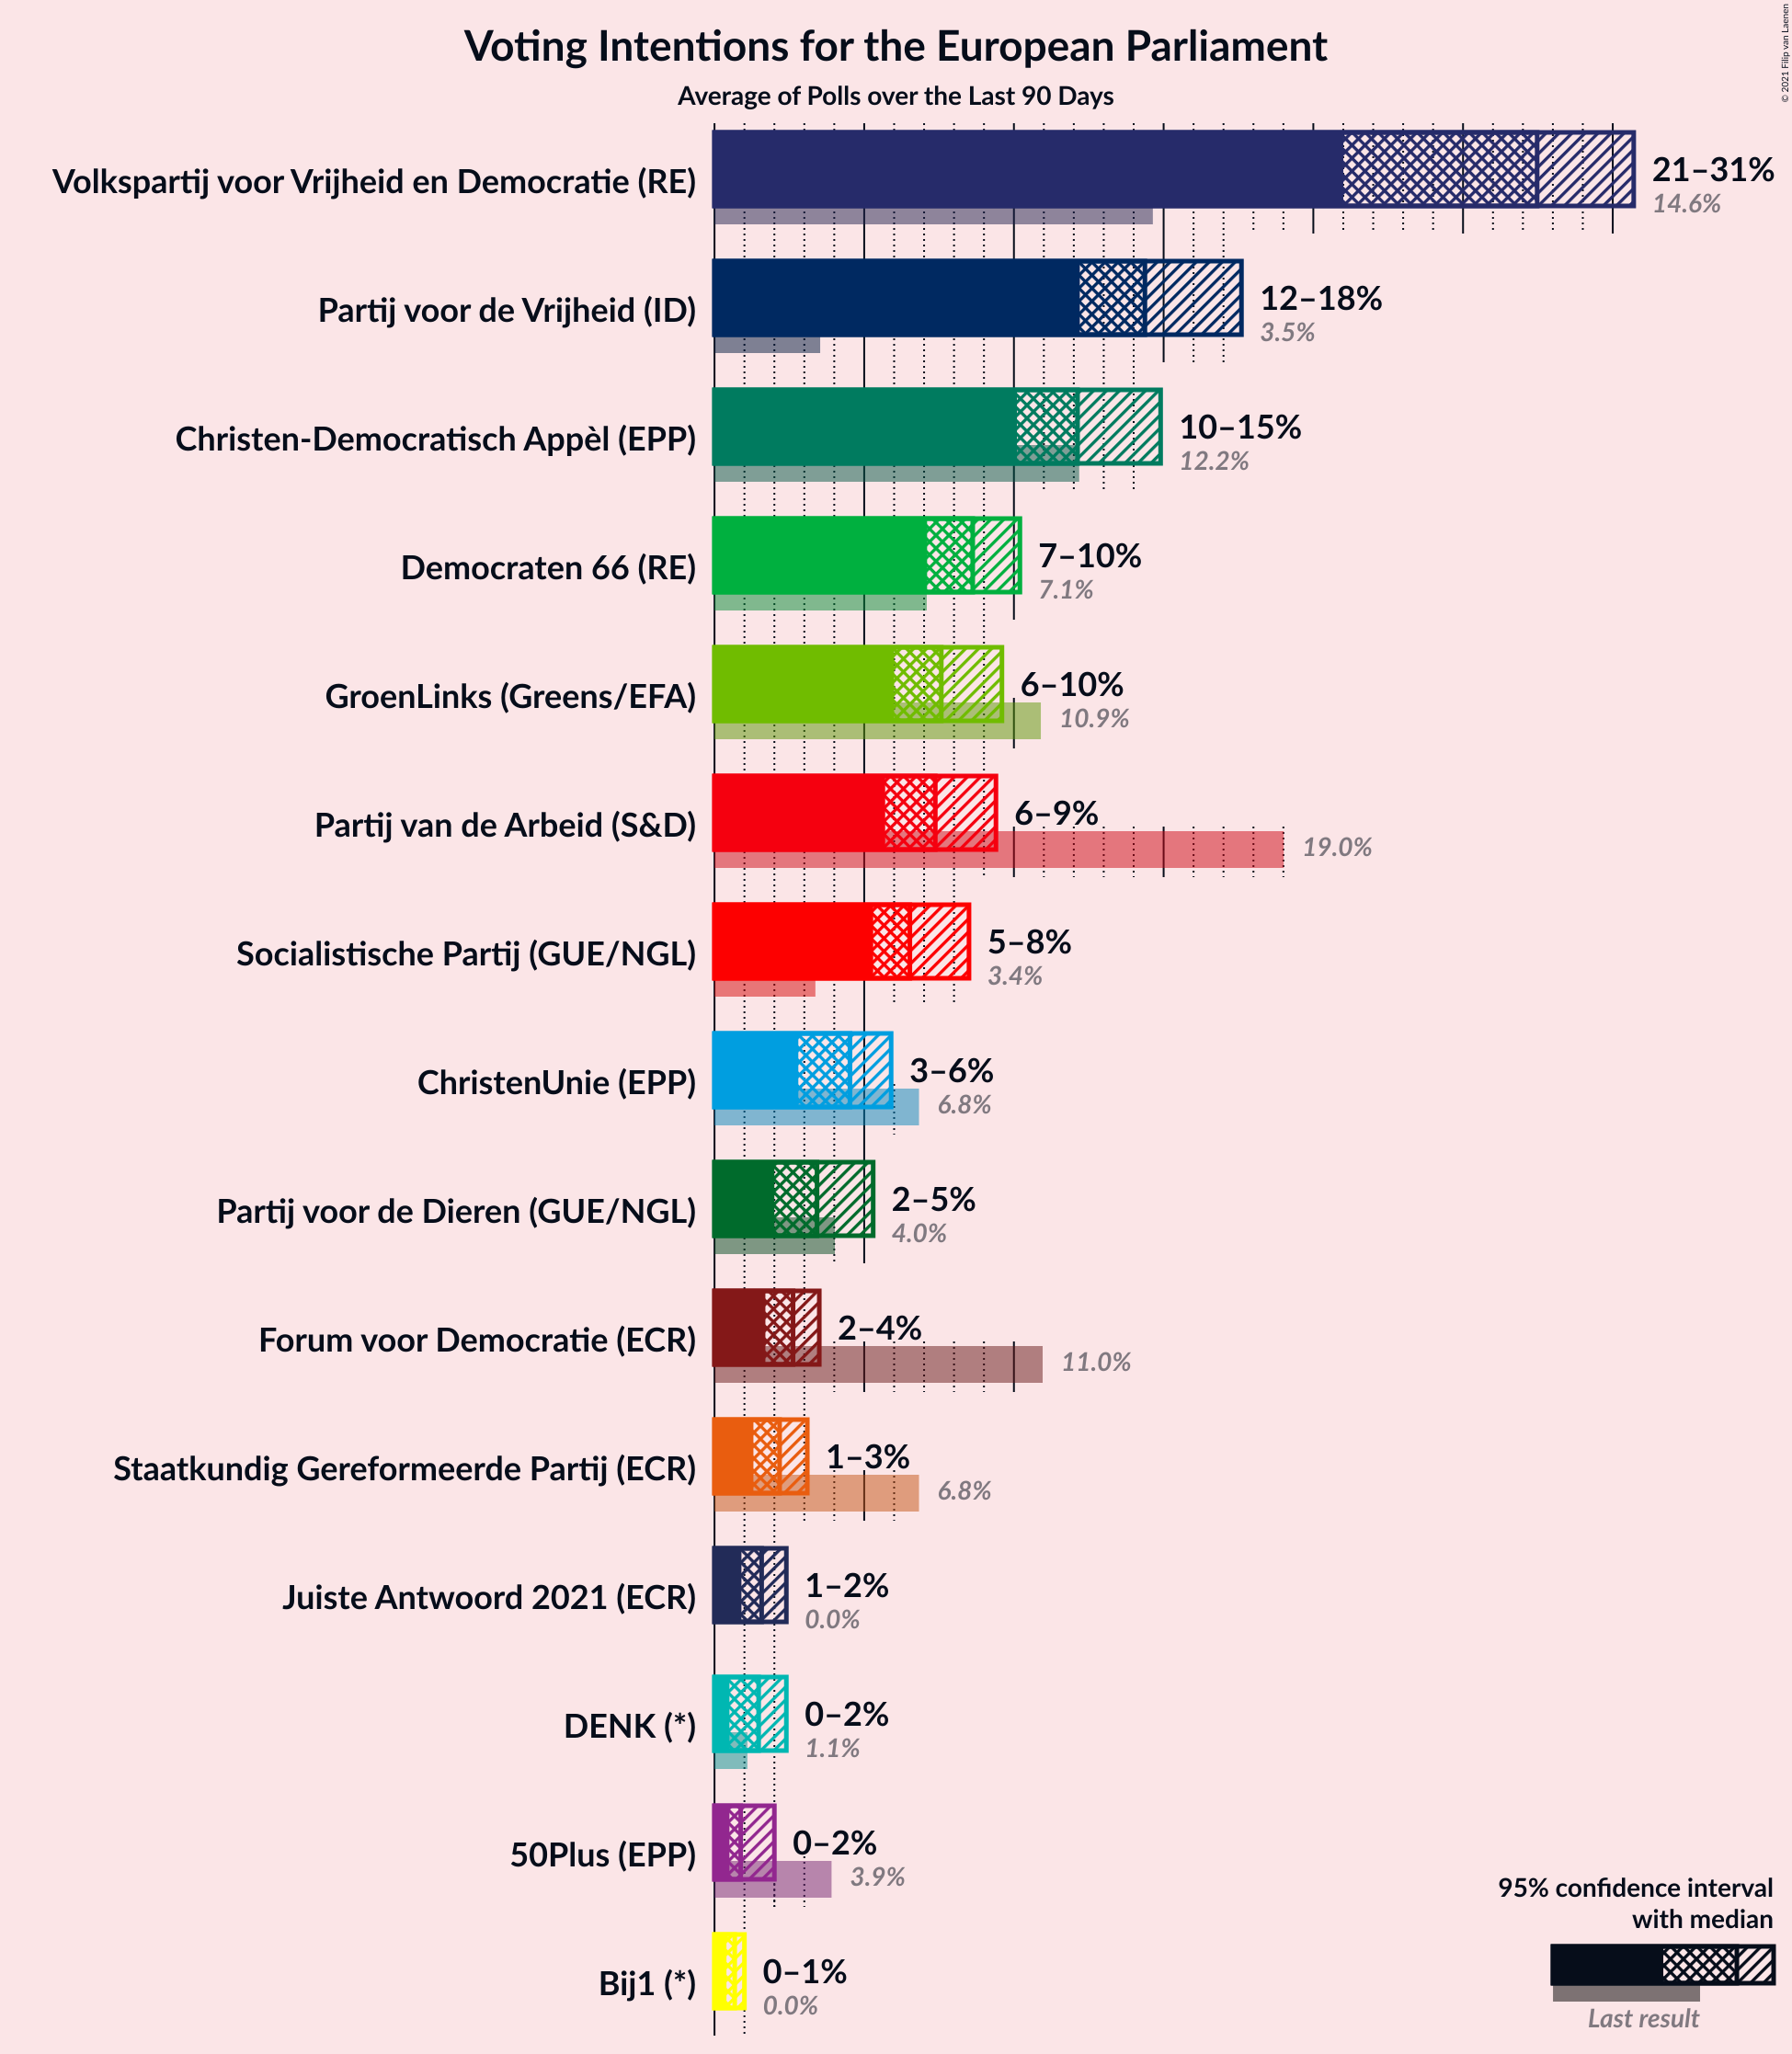 Voting Intentions for the European Parliament
Average of Polls over the Last 90 Days
© 2021 Filip van Laenen
Volkspartij voor Vrijheid en Democratie (RE)
21–31%
14.6%
Partij voor de Vrijheid (ID)
12–18%
3.5%
Christen-Democratisch Appèl (EPP)
10–15%
12.2%
Democraten 66 (RE)
7–10%
7.1%
GroenLinks (Greens/EFA)
6–10%
10.9%
Partij van de Arbeid (S&D)
6–9%
19.0%
Socialistische Partij (GUE/NGL)
5–8%
3.4%
ChristenUnie (EPP)
3–6%
6.8%
Partij voor de Dieren (GUE/NGL)
2–5%
4.0%
Forum voor Democratie (ECR)
2–4%
11.0%
Staatkundig Gereformeerde Partij (ECR)
1–3%
6.8%
Juiste Antwoord 2021 (ECR)
1–2%
0.0%
DENK (*)
0–2%
1.1%
50Plus (EPP)
0–2%
3.9%
Bij1 (*)
0–1%
0.0%
95% confidence interval
with median
Last result